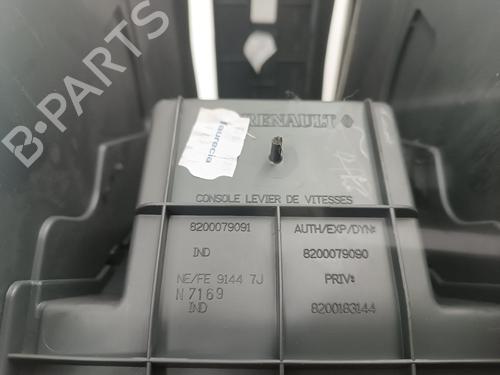 B-PARTS
faurecia
RENAULT
CONSOLE LEVIER DE VITESSES
8200079091
IND
NE/FE 9144 7J
N7169
IND
AUTH/EXP/DYN:
8200079090
PRIV:
8200183144